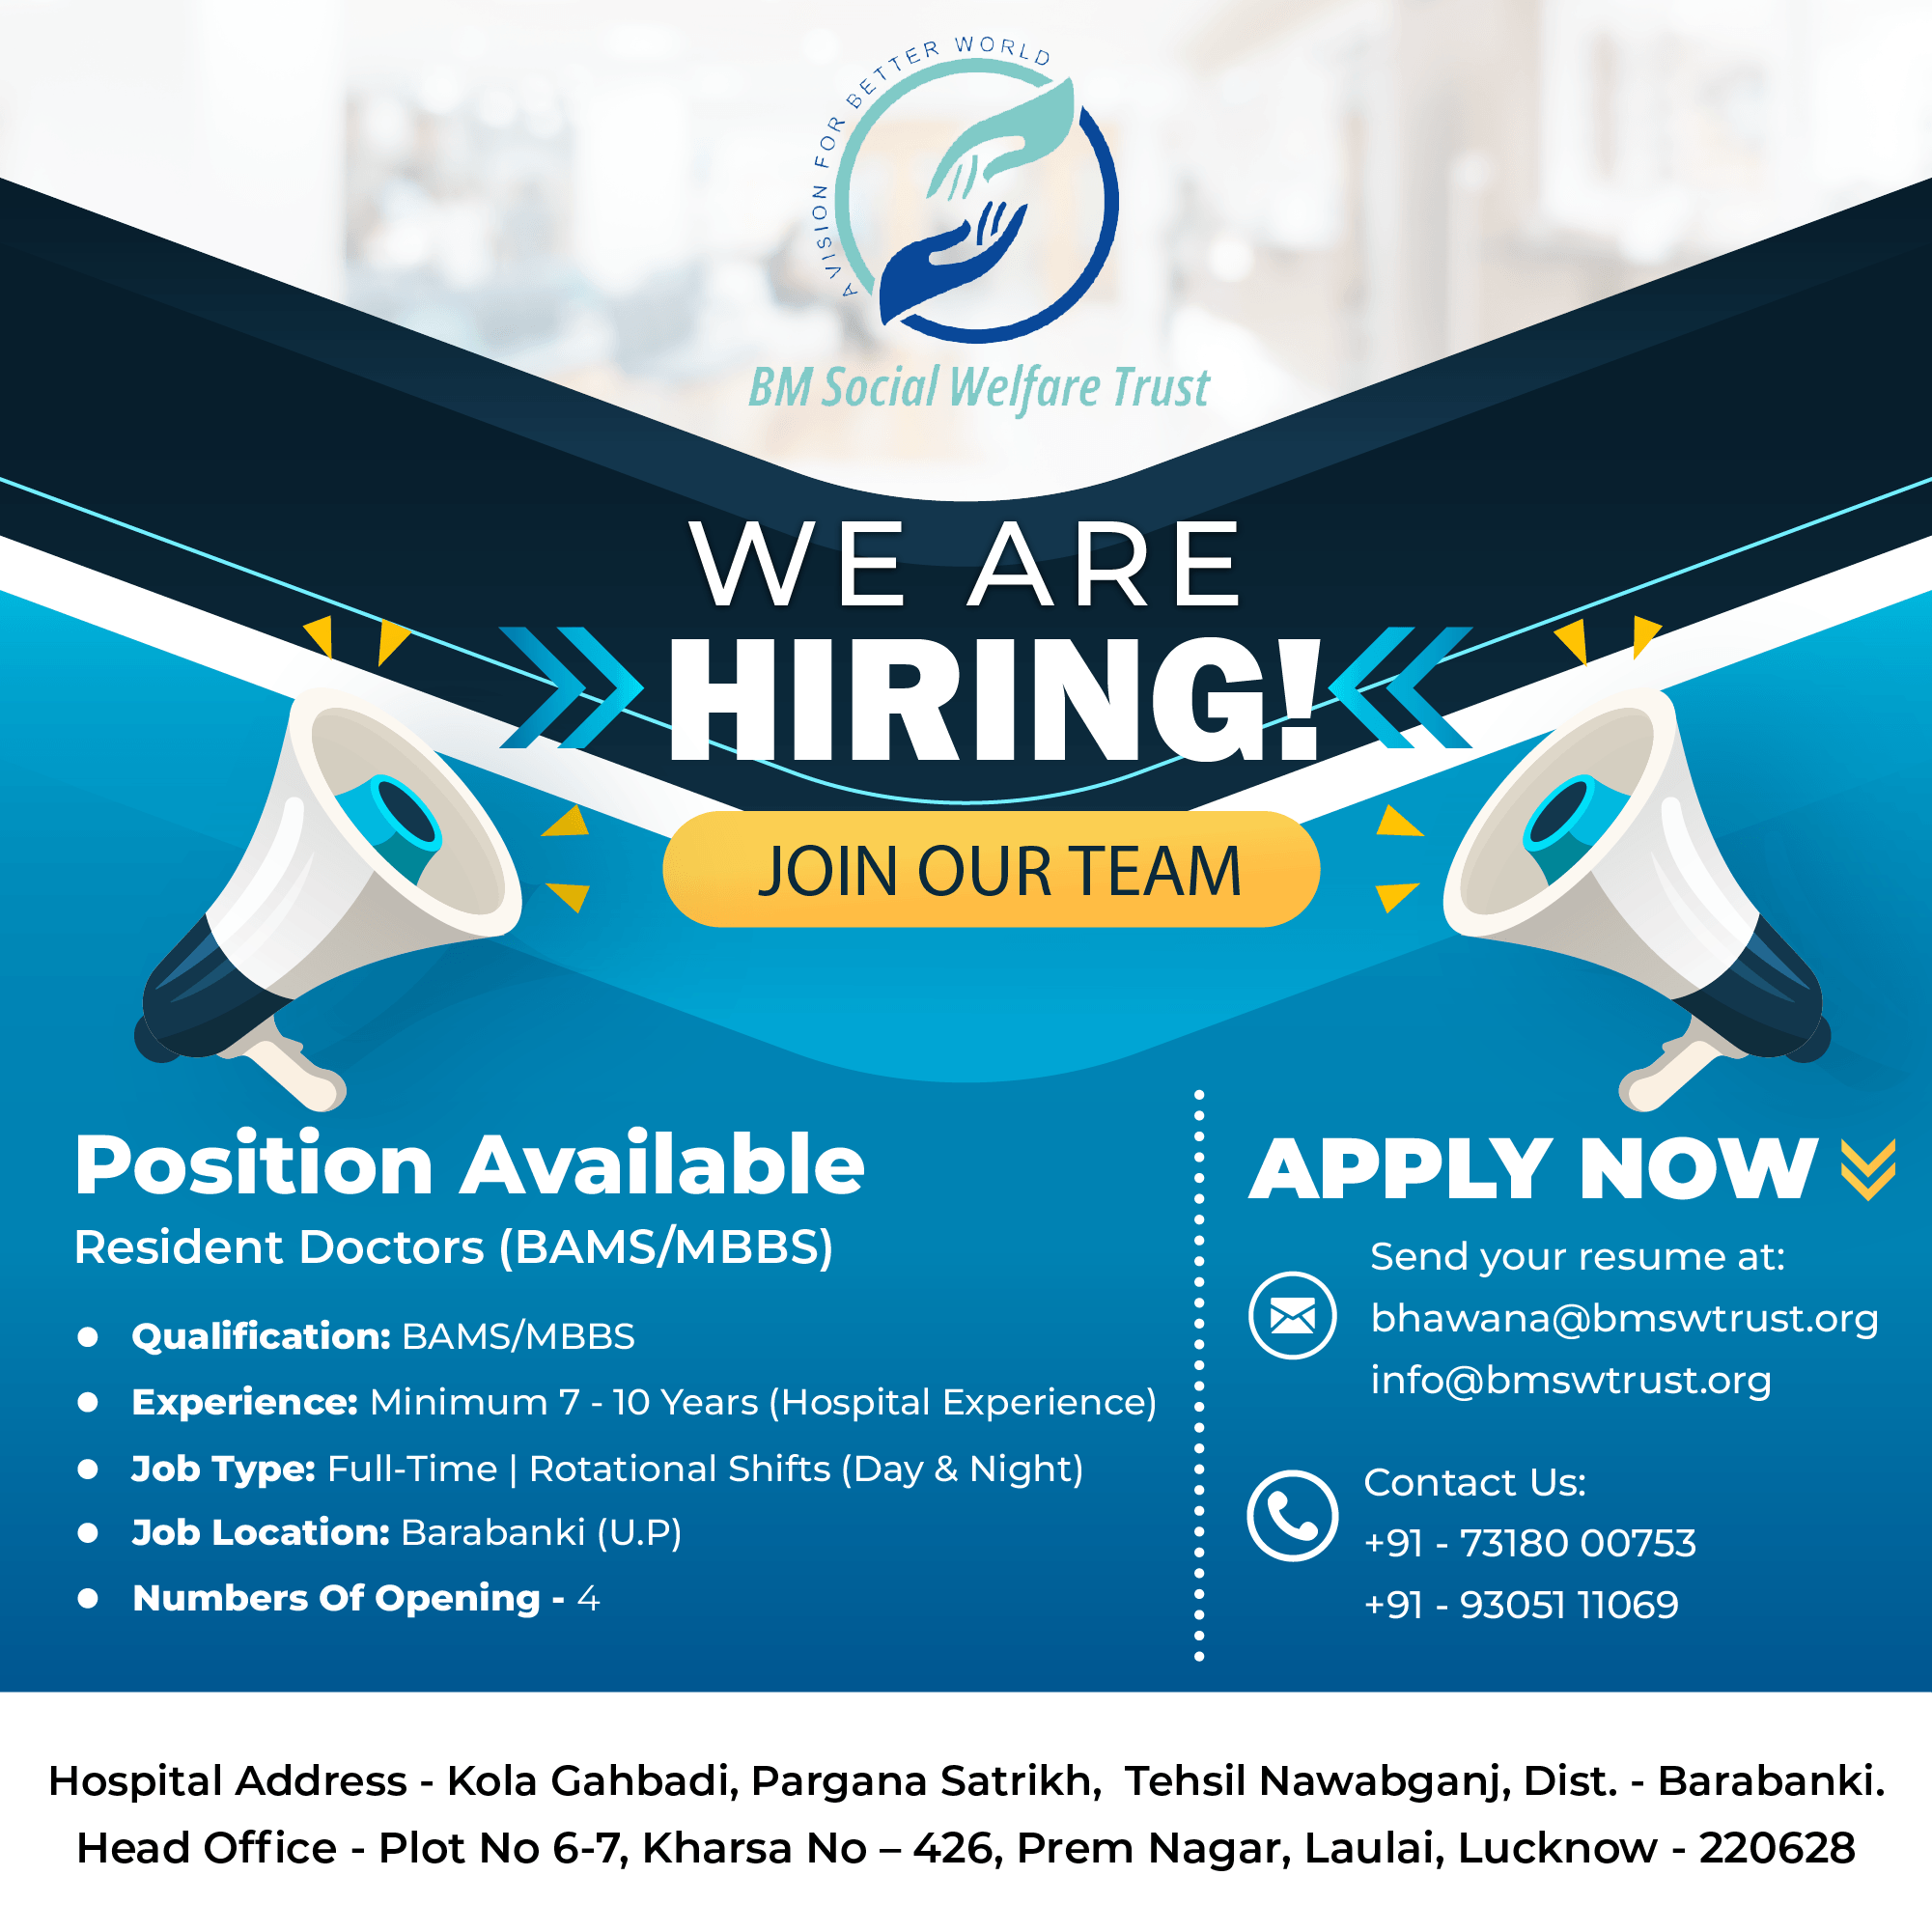 A VISION FOR BETTER WORLD
BM Social Welfare Trust
WE ARE
HIRING!
JOIN OUR TEAM
Position Available
Resident Doctors (BAMS/MBBS)
Qualification: BAMS/MBBS
Experience: Minimum 7 - 10 Years (Hospital Experience)
Job Type: Full-Time | Rotational Shifts (Day & Night)
Job Location: Barabanki (U.P)
Numbers Of Opening - 4
APPLY NOW
Send your resume at:
bhawana@bmswtrust.org
info@bmswtrust.org
Contact Us:
+91 - 73180 00753
+91 - 93051 11069
Hospital Address - Kola Gahbadi, Pargana Satrikh, Tehsil Nawabganj, Dist. - Barabanki.
Head Office - Plot No 6-7, Kharsa No – 426, Prem Nagar, Laulai, Lucknow - 220628